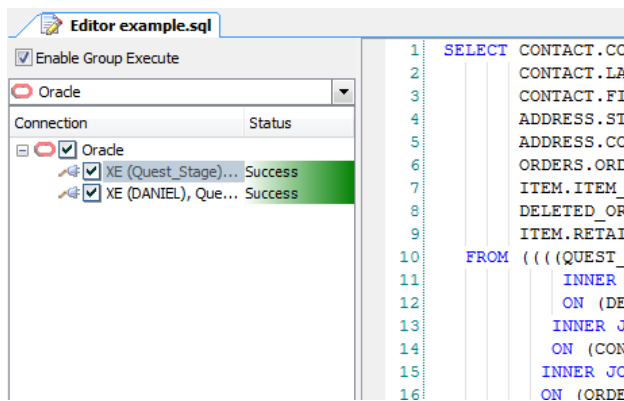 Editor example.sql
Enable Group Execute
Oracle
Connection Status
Oracle
XE (Quest_Stage)... Success
XE (DANIEL), Que... Success
1 SELECT CONTACT.CO
2 CONTACT.LA
3 CONTACT.FI
4 ADDRESS.ST
5 ADDRESS.CO
6 ORDERS.ORD
7 ITEM.ITEM_
8 DELETED_OR
9 ITEM.RETAI
10 FROM ((((QUEST_
11 INNER
12 ON (DE
13 INNER J
14 ON (CON
15 INNER JO
16 ON (ORDE